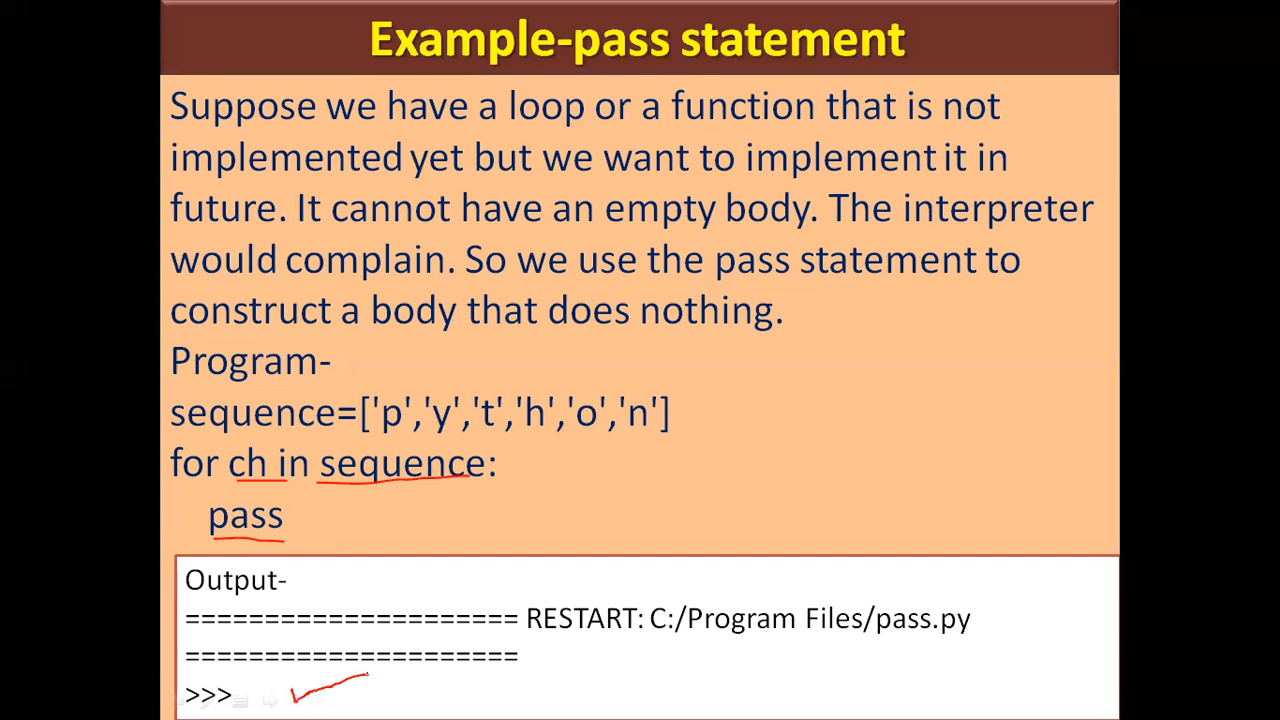 Example-pass statement
Suppose we have a loop or a function that is not
implemented yet but we want to implement it in
future. It cannot have an empty body. The interpreter
would complain. So we use the pass statement to
construct a body that does nothing.
Program-
sequence=['p','y','t','h','o','n']
for ch in sequence:
pass
Output-
===================== RESTART: C:/Program Files/pass.py
=====================
>>>